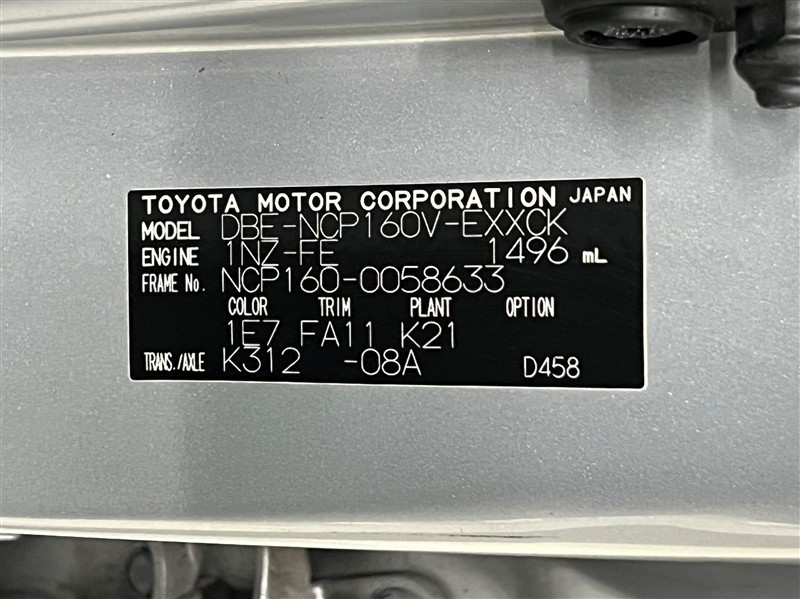 TOYOTA MOTOR CORPORATION JAPAN
MODEL DBE-NCP160V-EXXCK
ENGINE 1NZ-FE 1496 mL
FRAME No. NCP160-0058633
COLOR TRIM PLANT OPTION
1E7 FA11 K21
TRANS./AXLE K312 -08A D458